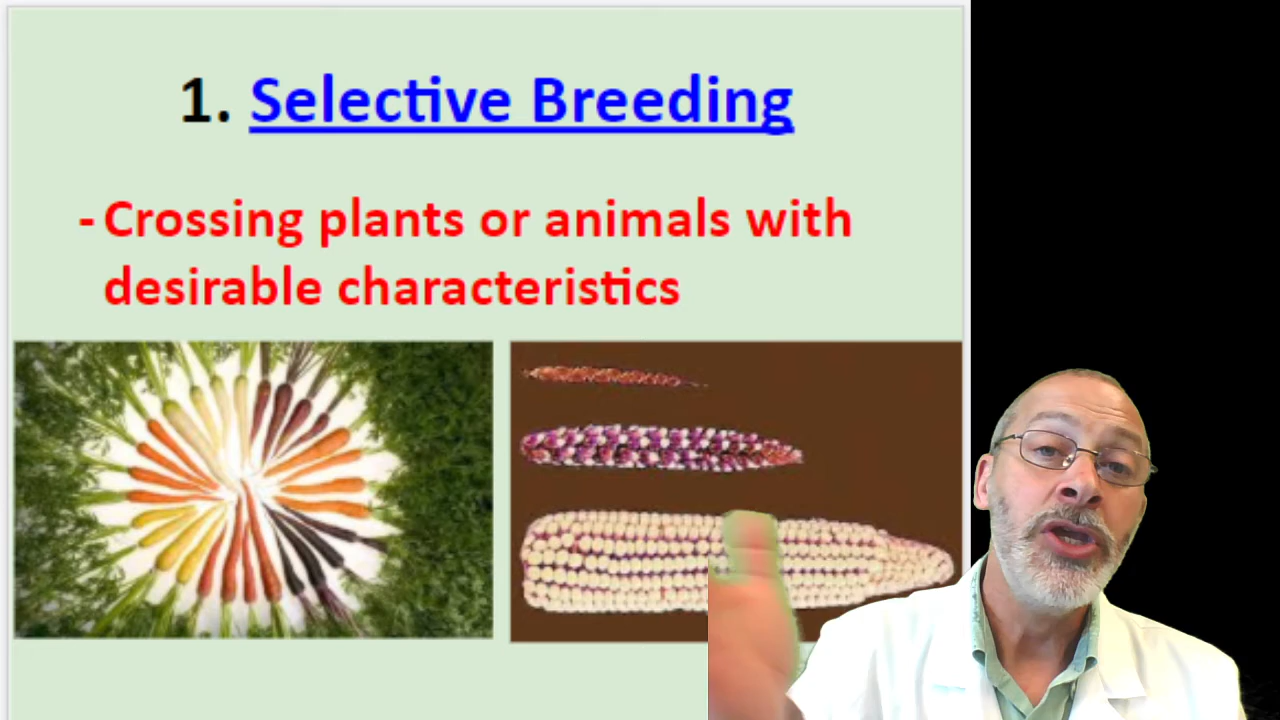 1. Selective Breeding
- Crossing plants or animals with
desirable characteristics